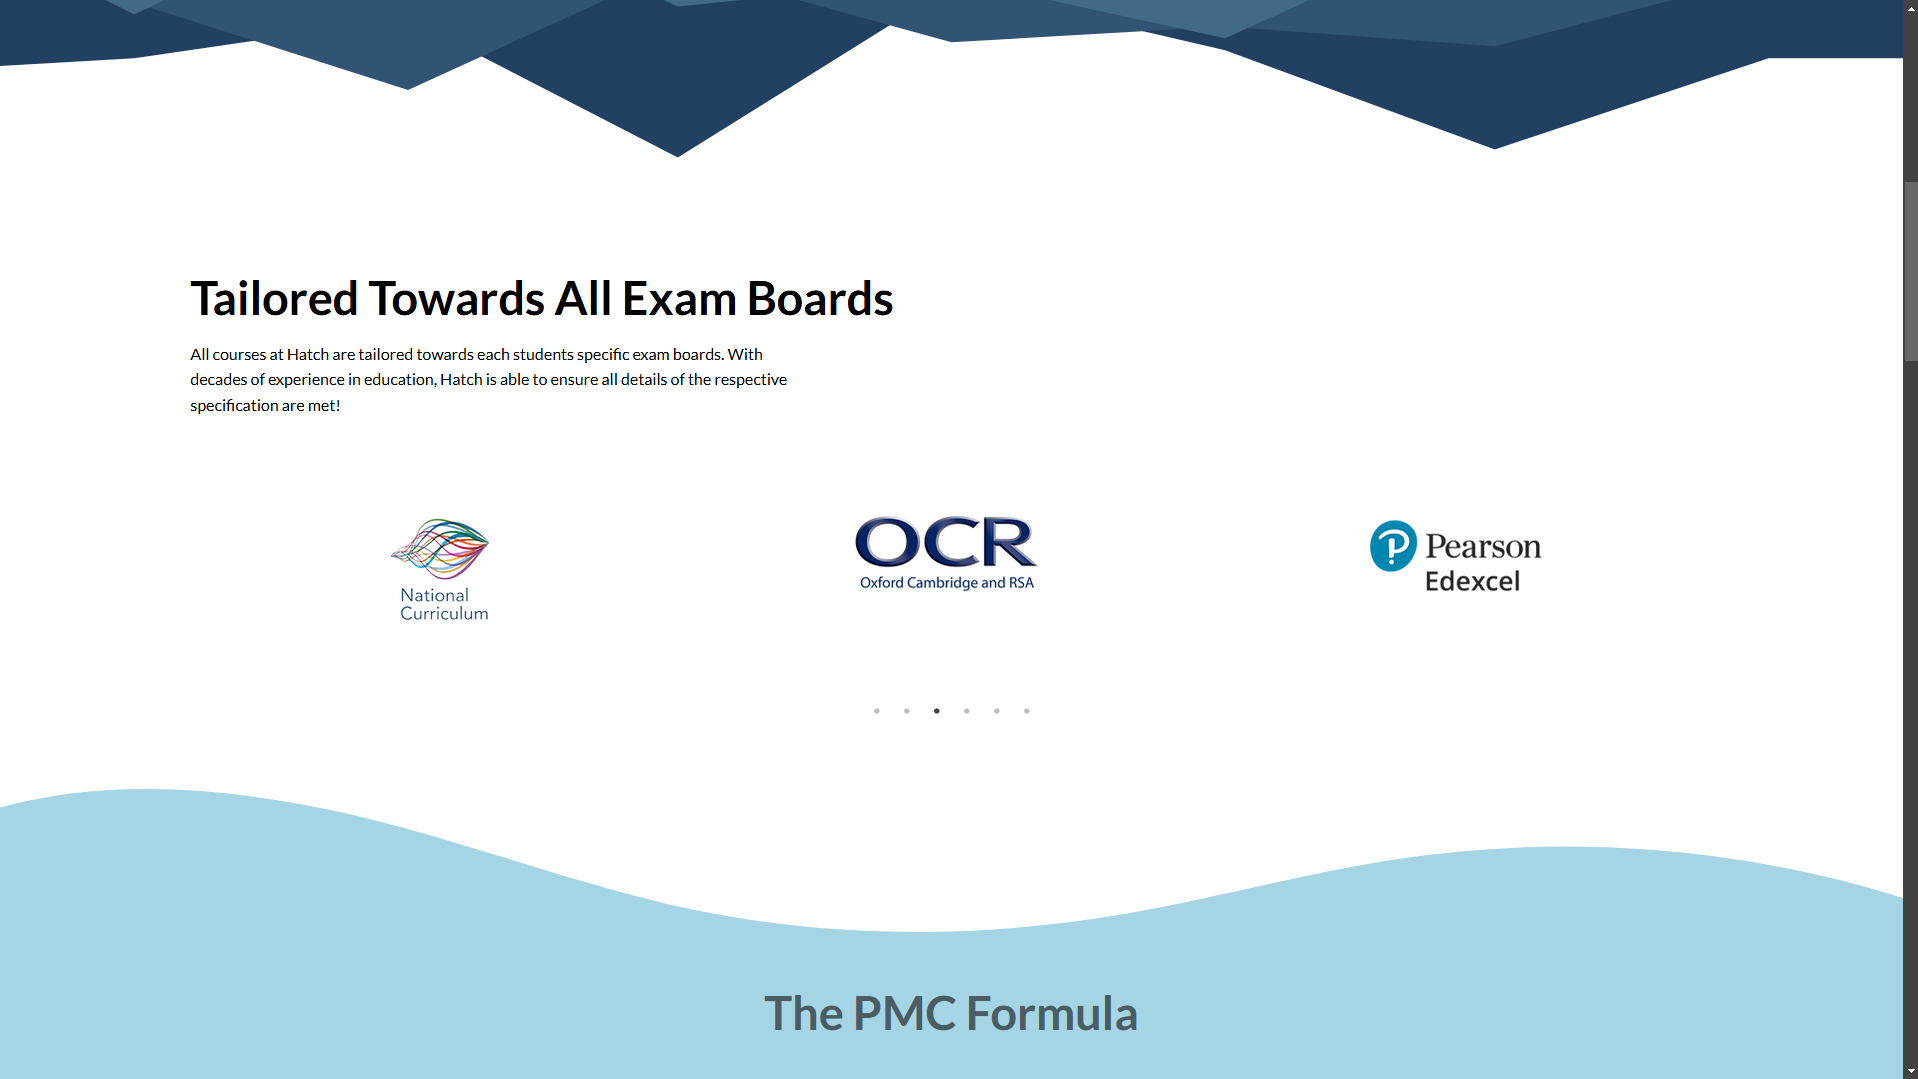 Tailored Towards All Exam Boards
All courses at Hatch are tailored towards each students specific exam boards. With
decades of experience in education, Hatch is able to ensure all details of the respective
specification are met!
National
Curriculum
OCR
Oxford Cambridge and RSA
Pearson
Edexcel
The PMC Formula